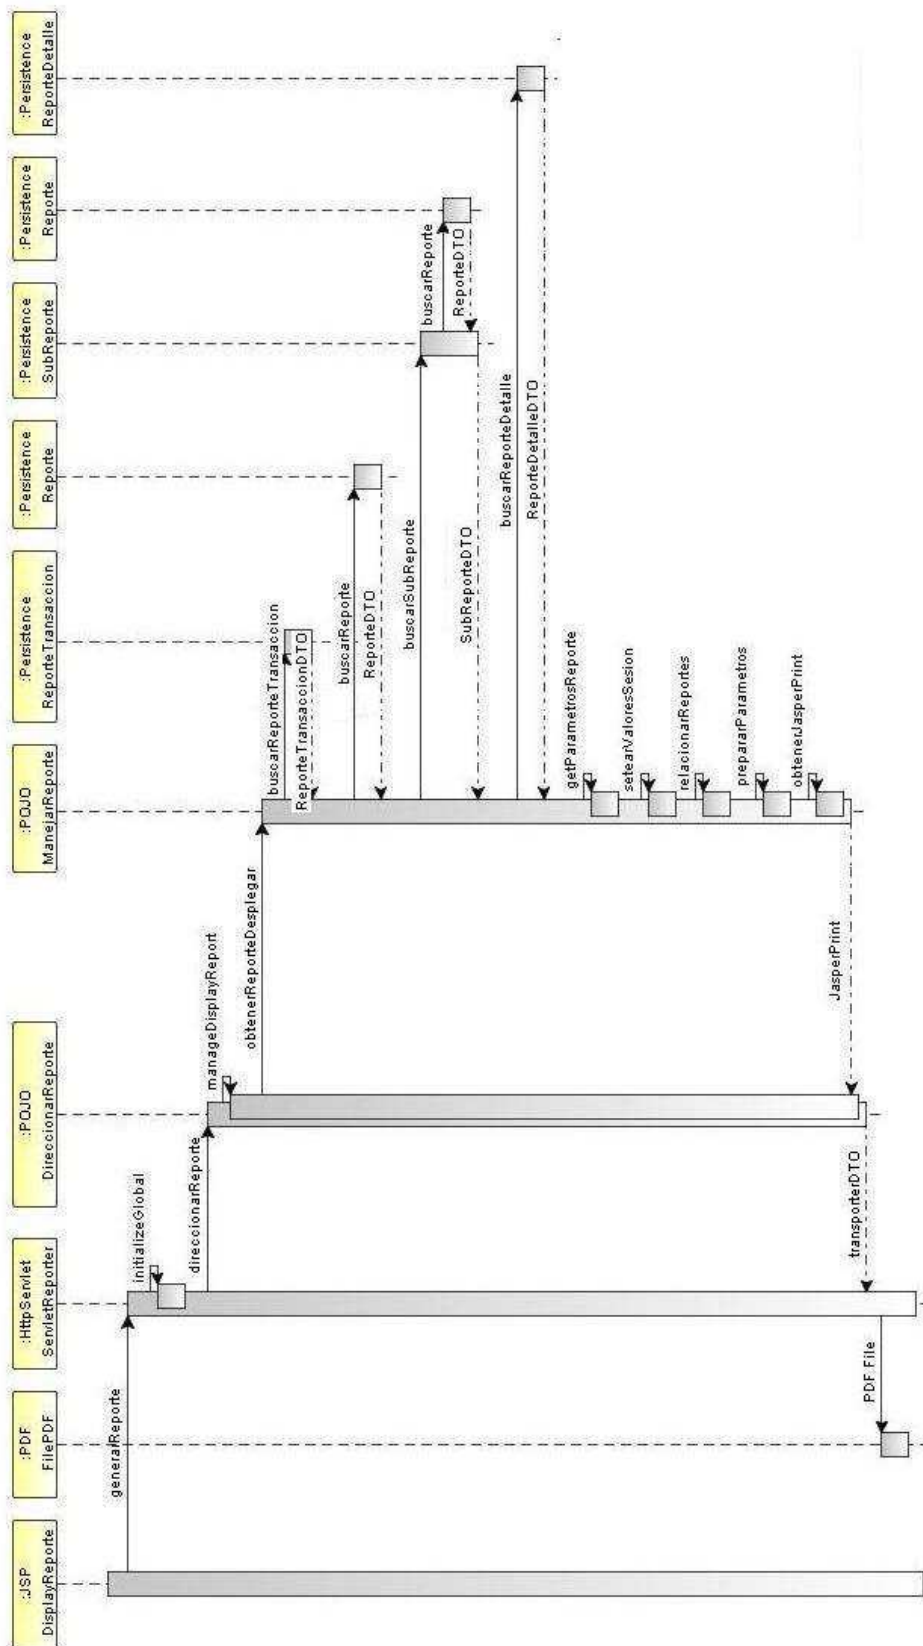 :JSP
DisplayReporte
:PDF
FilePDF
:HttpServlet
ServletReporter
:POJO
DireccionarReporte
:POJO
ManejarReporte
:Persistence
ReporteTransaccion
:Persistence
Reporte
:Persistence
SubReporte
:Persistence
Reporte
:Persistence
ReporteDetalle
generarReporte
initializeGlobal
direccionarReporte
manageDisplayReport
obtenerReporteDesplegar
buscarReporteTransaccion
ReporteTransaccionDTO
buscarReporte
ReporteDTO
buscarSubReporte
buscarReporte
ReporteDTO
SubReporteDTO
buscarReporteDetalle
ReporteDetalleDTO
getParametrosReporte
setearValoresSesion
relacionarReportes
prepararParametros
obtenerJasperPrint
JasperPrint
transporterDTO
PDF File